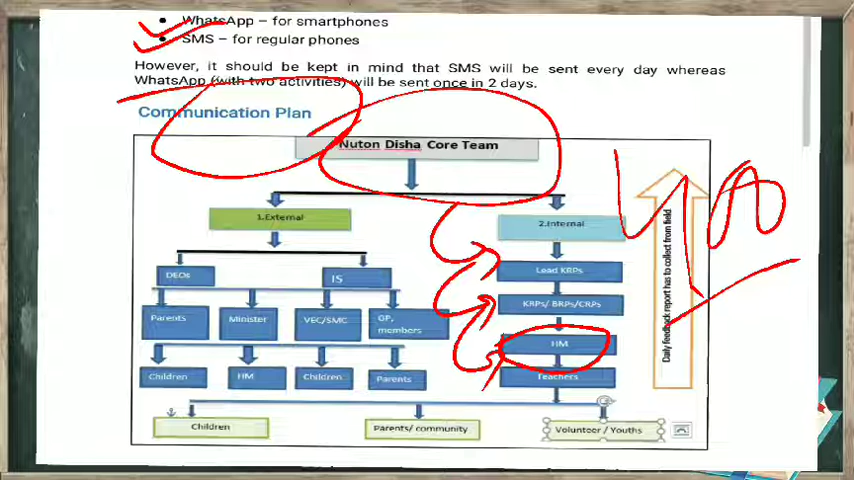 WhatsApp – for smartphones
SMS – for regular phones
However, it should be kept in mind that SMS will be sent every day whereas
WhatsApp (with two activities) will be sent once in 2 days.
Communication Plan
Nuton Disha Core Team
1.External
2.Internal
DEOs
IS
Lead KRPs
KRPs/ BRPs/CRPs
Parents
Minister
VEC/SMC
GP, members
HM
Children
HM
Children
Parents
Teachers
Children
Parents/ community
Volunteer / Youths
Daily feedback report has to collect from field